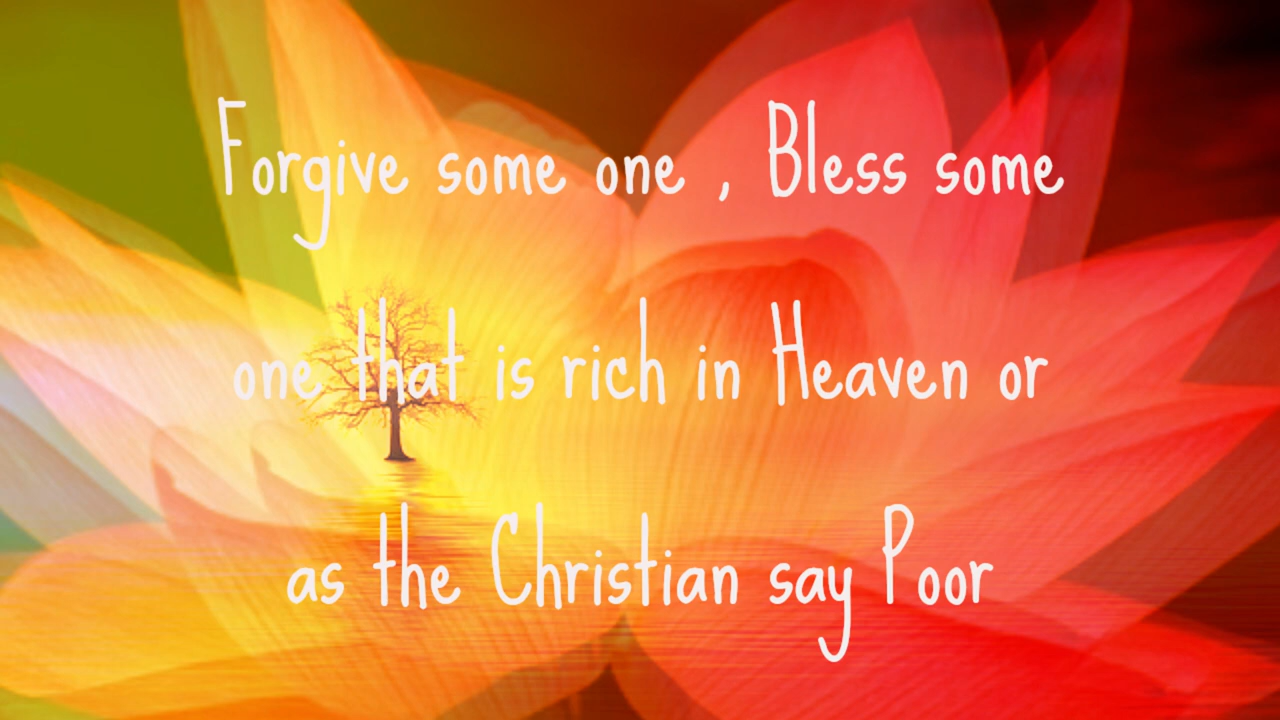 Forgive some one , Bless some
one that is rich in Heaven or
as the Christian say Poor